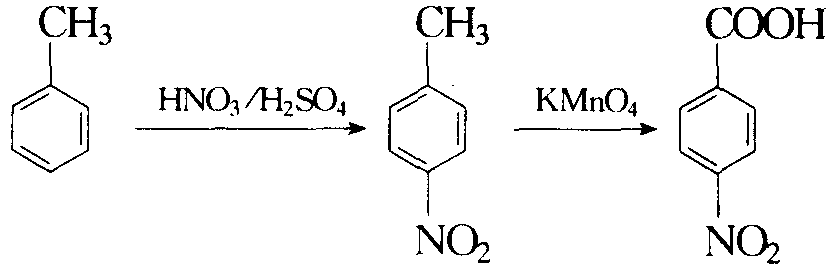 CH₃ CH₃ COOH
HNO₃/H₂SO₄ KMnO₄
NO₂ NO₂